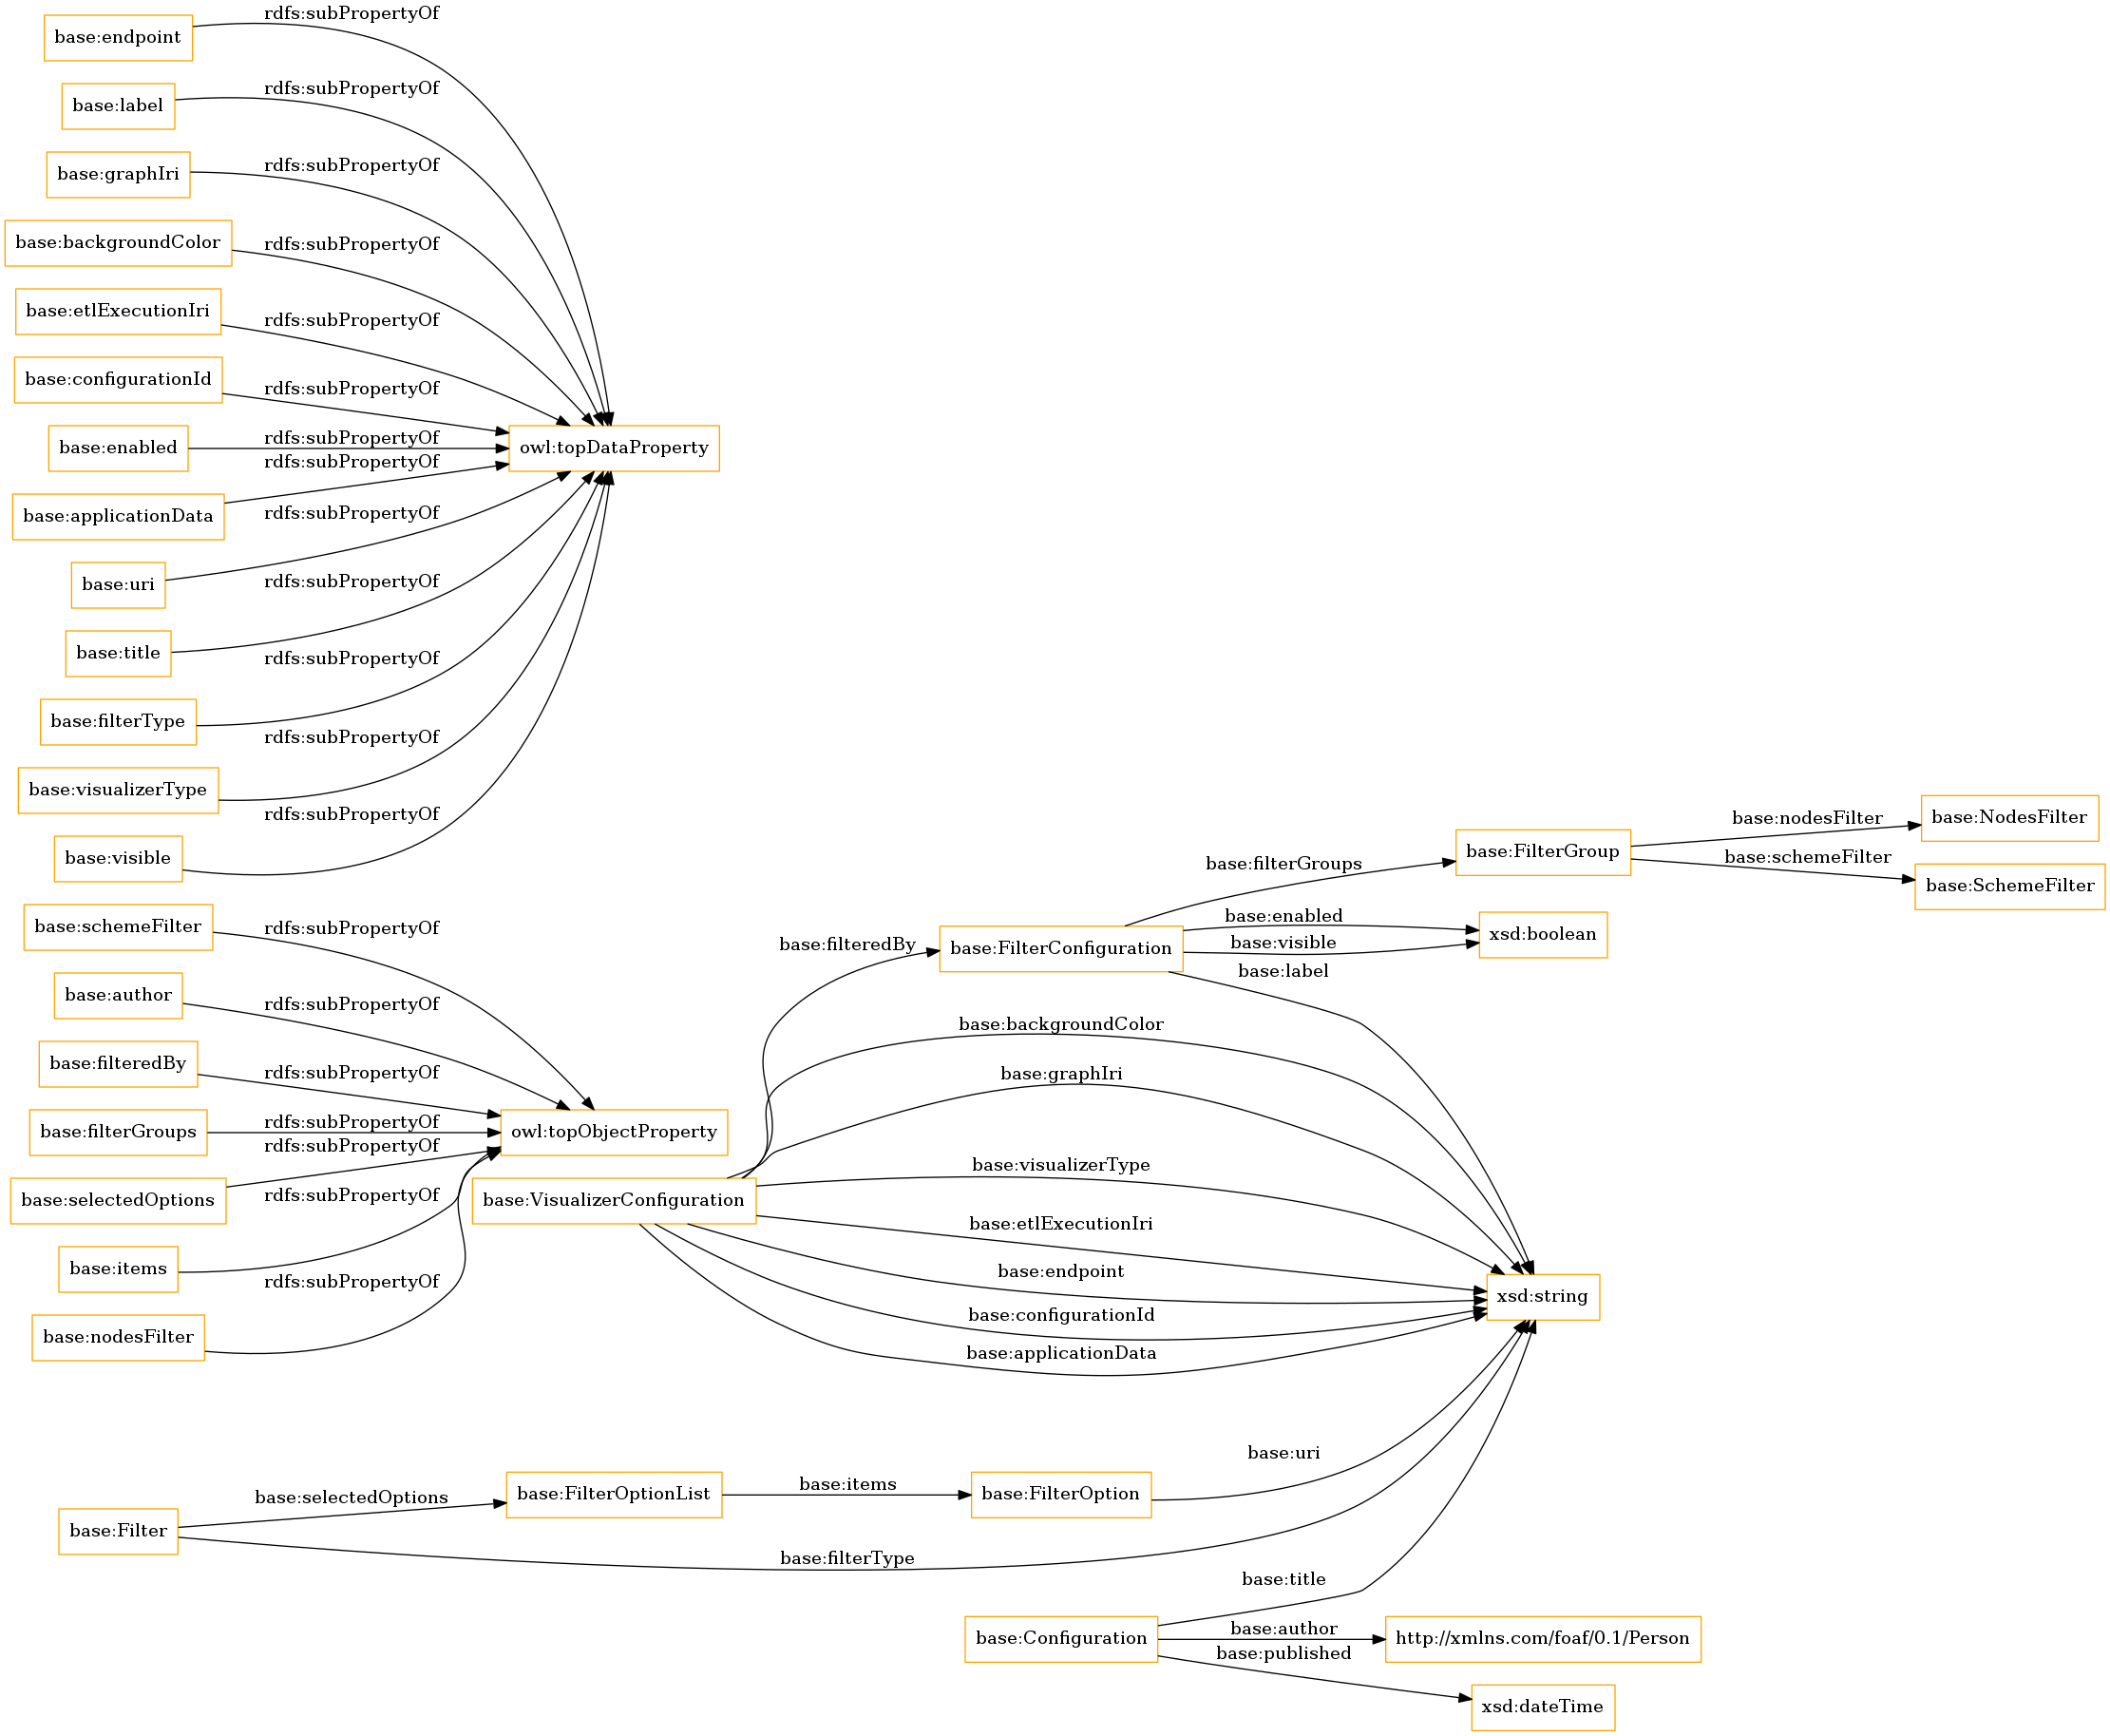 rdfs:subPropertyOf
base:endpoint
rdfs:subPropertyOf
base:label
rdfs:subPropertyOf
base:graphIri
rdfs:subPropertyOf
base:backgroundColor
rdfs:subPropertyOf
base:etlExecutionIri
rdfs:subPropertyOf
base:configurationId
rdfs:subPropertyOf
base:enabled
owl:topDataProperty
rdfs:subPropertyOf
base:applicationData
rdfs:subPropertyOf
base:uri
rdfs:subPropertyOf
base:title
rdfs:subPropertyOf
base:filterType
rdfs:subPropertyOf
base:visualizerType
rdfs:subPropertyOf
base:visible
base:schemeFilter
rdfs:subPropertyOf
base:author
rdfs:subPropertyOf
base:filteredBy
rdfs:subPropertyOf
base:filterGroups
rdfs:subPropertyOf
owl:topObjectProperty
rdfs:subPropertyOf
base:selectedOptions
rdfs:subPropertyOf
base:items
rdfs:subPropertyOf
base:nodesFilter
base:VisualizerConfiguration
base:filteredBy
base:FilterConfiguration
base:filterGroups
base:FilterGroup
base:nodesFilter
base:NodesFilter
base:schemeFilter
base:SchemeFilter
base:enabled
base:visible
xsd:boolean
base:label
base:backgroundColor
base:graphIri
base:visualizerType
base:etlExecutionIri
base:endpoint
base:configurationId
base:applicationData
xsd:string
base:Filter
base:selectedOptions
base:FilterOptionList
base:items
base:FilterOption
base:uri
base:filterType
base:title
base:Configuration
base:author
http://xmlns.com/foaf/0.1/Person
base:published
xsd:dateTime